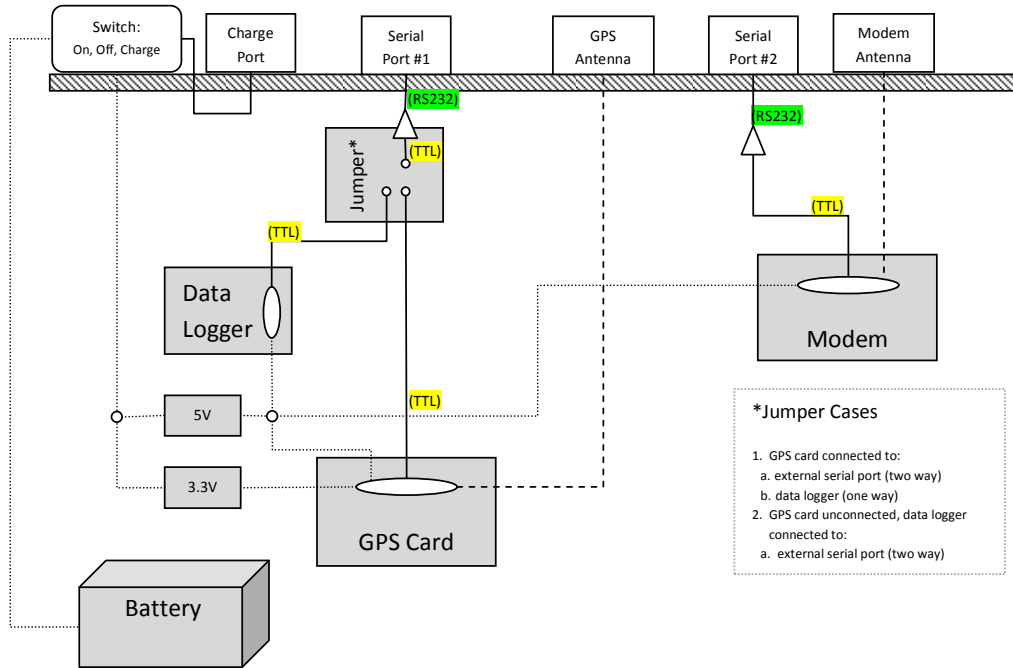 Switch:
On, Off, Charge
Charge
Port
Serial
Port #1
GPS
Antenna
Serial
Port #2
Modem
Antenna
(RS232)
(RS232)
(TTL)
Jumper*
(TTL)
(TTL)
Data
Logger
Modem
(TTL)
5V
3.3V
GPS Card
Battery
*Jumper Cases
1. GPS card connected to:
a. external serial port (two way)
b. data logger (one way)
2. GPS card unconnected, data logger
connected to:
a. external serial port (two way)